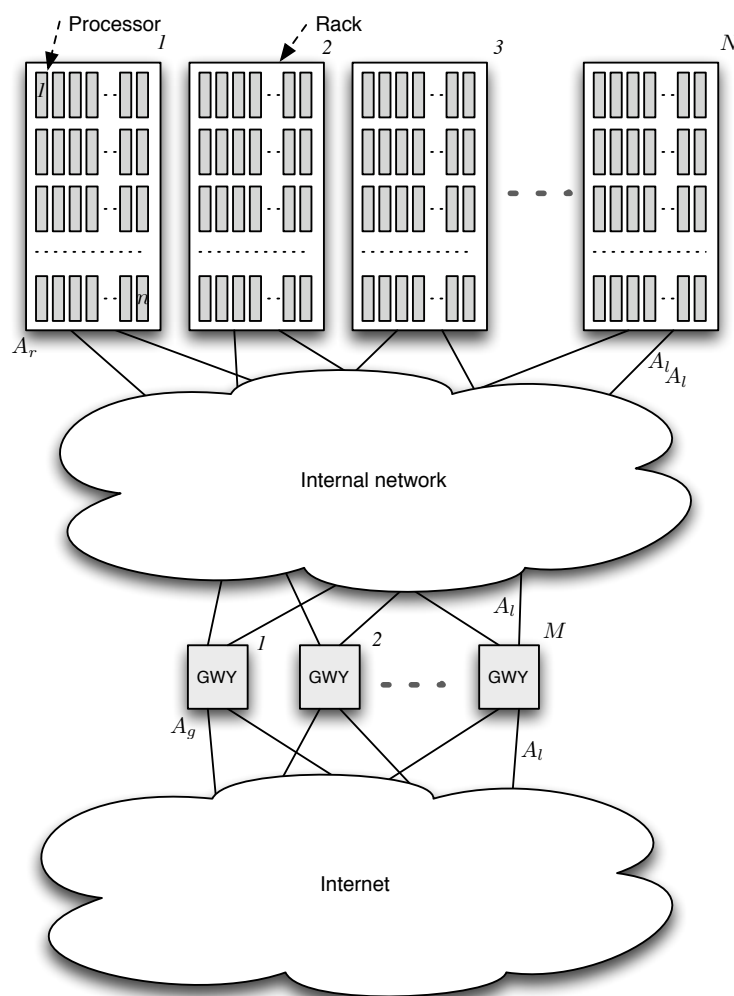 Processor
Rack
1
2
3
N
1
n
A_r
A_l
A_l
Internal network
A_l
1
2
M
GWY
GWY
GWY
A_g
A_l
Internet